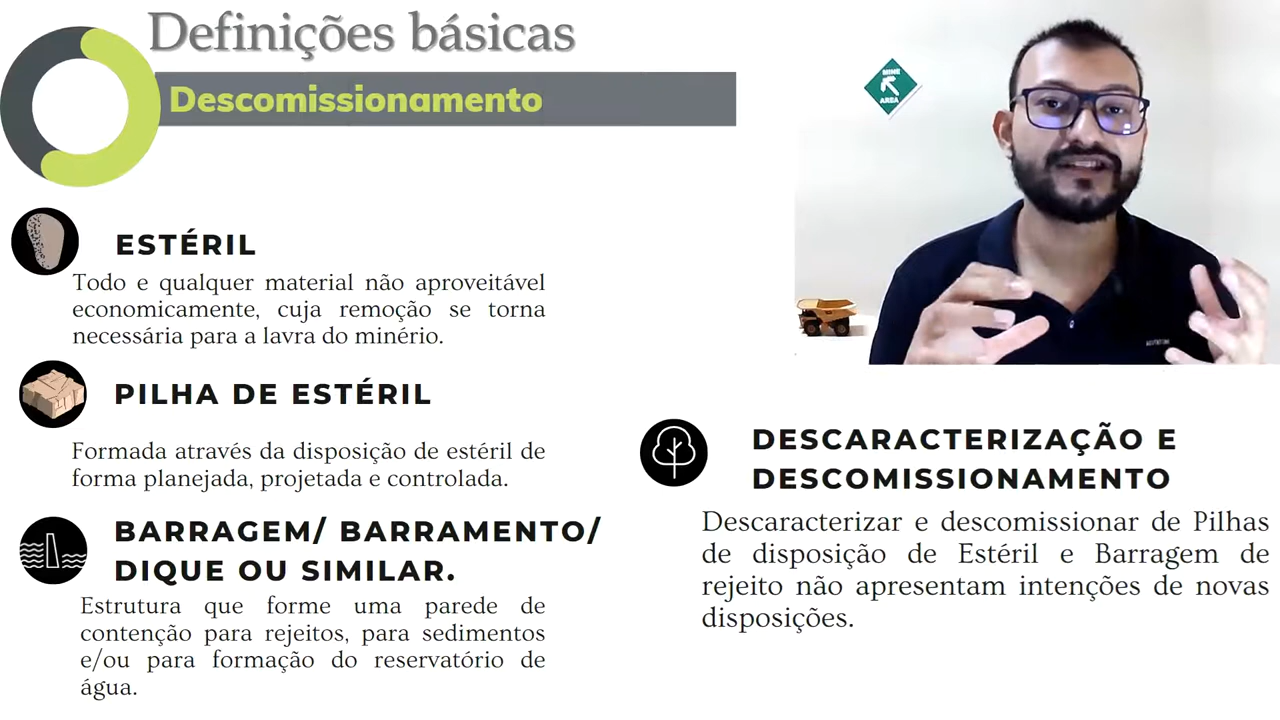 Definições básicas
Descomissionamento
ESTÉRIL
Todo e qualquer material não aproveitável
economicamente, cuja remoção se torna
necessária para a lavra do minério.
PILHA DE ESTÉRIL
Formada através da disposição de estéril de
forma planejada, projetada e controlada.
BARRAGEM/ BARRAMENTO/
DIQUE OU SIMILAR.
Estrutura que forme uma parede de
contenção para rejeitos, para sedimentos
e/ou para formação do reservatório de
água.
MINE
AREA
DESCARACTERIZAÇÃO E
DESCOMISSIONAMENTO
Descaracterizar e descomissionar de Pilhas
de disposição de Estéril e Barragem de
rejeito não apresentam intenções de novas
disposições.